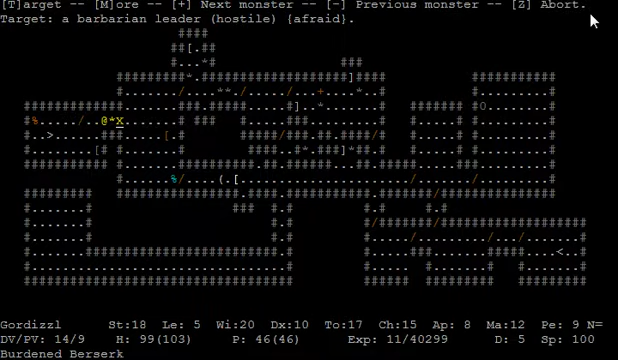 [T]arget -- [M]ore -- [+] Next monster -- [-] Previous monster -- [Z] Abort.
Target: a barbarian leader (hostile) {afraid}.
Gordizzl St:18 Le: 5 Wi:20 Dx:10 To:17 Ch:15 Ap: 8 Ma:12 Pe: 9 N=
DV/PV: 14/9 H: 99(103) P: 46(46) Exp: 11/40299 D: 5 Sp: 100
Burdened Berserk